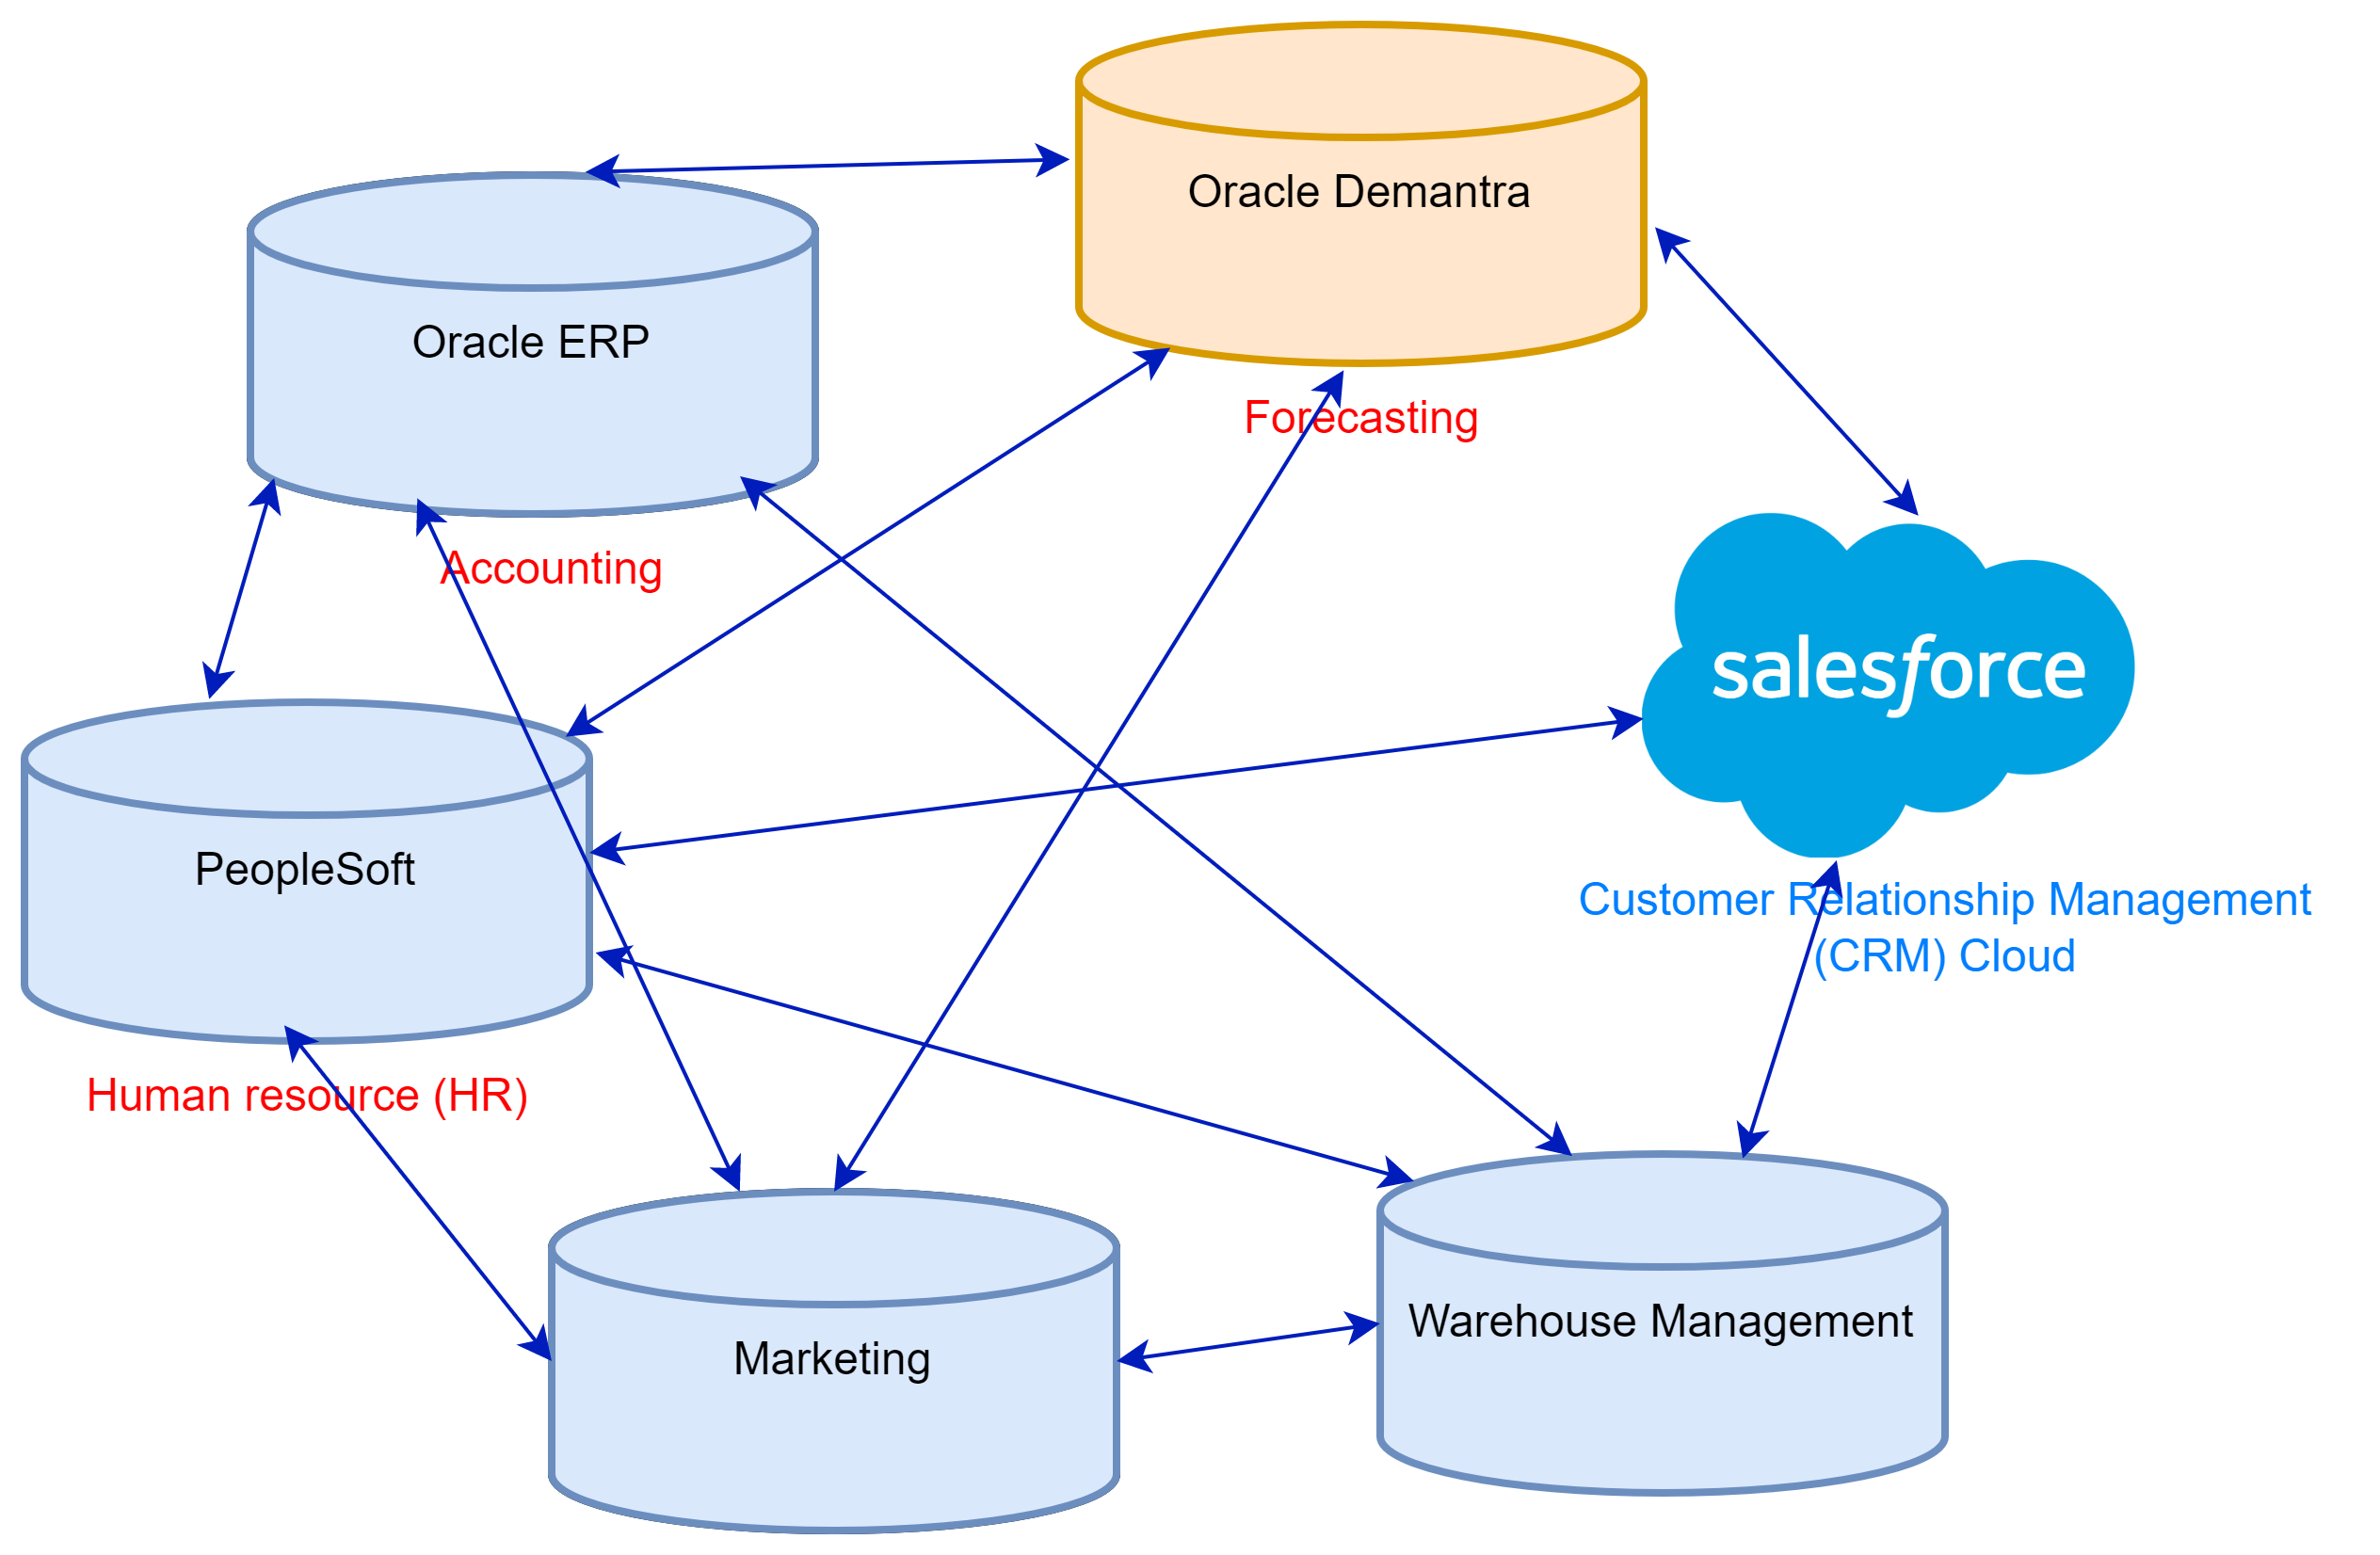 Oracle Demantra
Oracle ERP
Forecasting
Accounting
salesforce
PeopleSoft
Customer Relationship Management
(CRM) Cloud
Human resource (HR)
Warehouse Management
Marketing